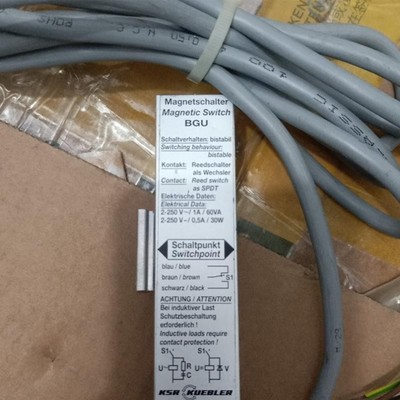 Magnetschalter
Magnetic Switch
BGU
Schaltverhalten: bistabil
Switching behaviour:
bistable
Kontakt: Reedschalter
als Wechsler
Contact: Reed switch
as SPDT
Elektrische Daten:
Elektrical Data:
2-250 V~/ 1A / 60VA
2-250 V-/ 0,5A / 30W
Schaltpunkt
Switchpoint
blau / blue
braun / brown S1
schwarz / black
ACHTUNG / ATTENTION
Bei induktiver Last
Schutzbeschaltung
erforderlich !
Inductive loads require
contact protection !
S1 S1
U~ R C U= V
KSR KUEBLER